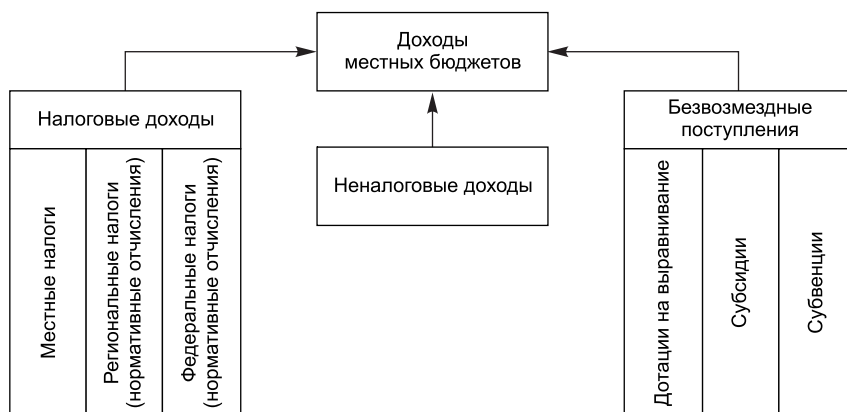 Доходы
местных бюджетов
Налоговые доходы
Местные налоги
Региональные налоги
(нормативные отчисления)
Федеральные налоги
(нормативные отчисления)
Неналоговые доходы
Безвозмездные
поступления
Дотации на выравнивание
Субсидии
Субвенции